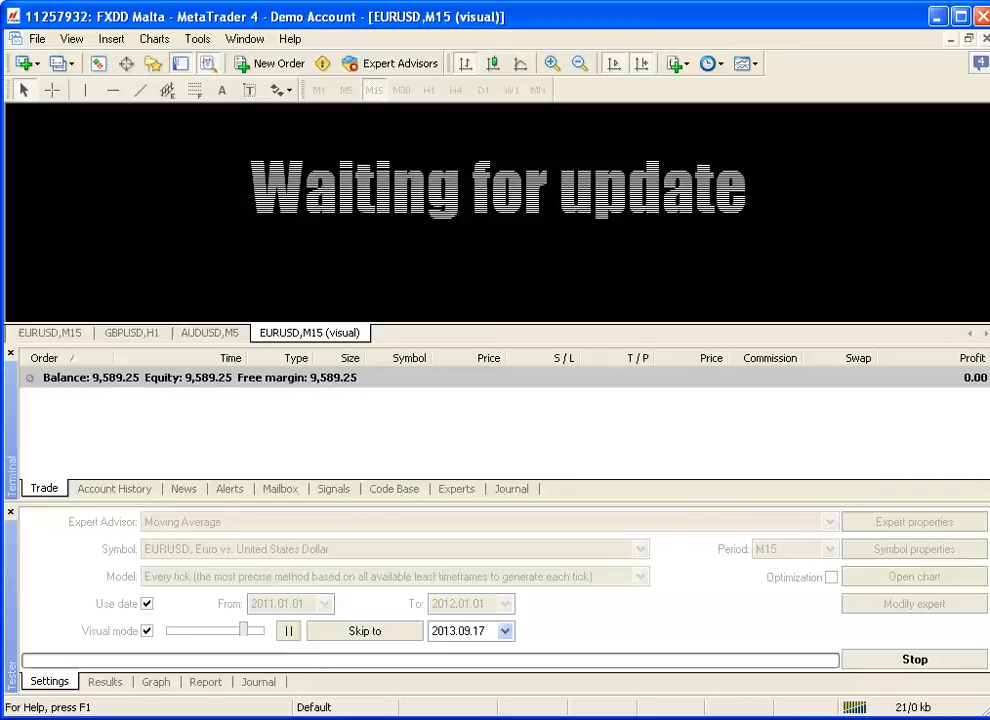 11257932: FXDD Malta - MetaTrader 4 - Demo Account - [EURUSD,M15 (visual)]
File View Insert Charts Tools Window Help
New Order Expert Advisors 4
A T M1 M5 M15 M30 H1 H4 D1 W1 MN
Waiting for update
EURUSD,M15 GBPUSD,H1 AUDUSD,M5 EURUSD,M15 (visual)
Order / Time Type Size Symbol Price S / L T / P Price Commission Swap Profit
Balance: 9,589.25 Equity: 9,589.25 Free margin: 9,589.25 0.00
Terminal
Trade Account History News Alerts Mailbox Signals Code Base Experts Journal
Expert Advisor: Moving Average Expert properties
Symbol: EURUSD, Euro vs. United States Dollar Period: M15 Symbol properties
Model: Every tick (the most precise method based on all available least timeframes to generate each tick) Optimization Open chart
Use date From: 2011.01.01 To: 2012.01.01 Modify expert
Visual mode Skip to 2013.09.17
Stop
Tester
Settings Results Graph Report Journal
For Help, press F1 Default 21/0 kb